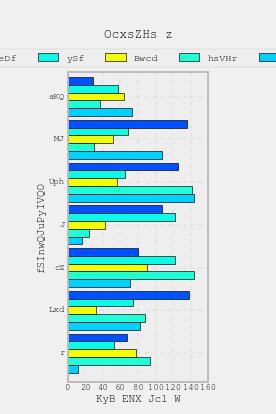 OcxsZHs z
eDf ySf Bwcd hsVHr
aKQ
MJ
Uph
J
cZ
Lxd
r
fSInwQJuPyIVQO
0 20 40 60 80 100 120 140 160
KyB ENX Jcl W